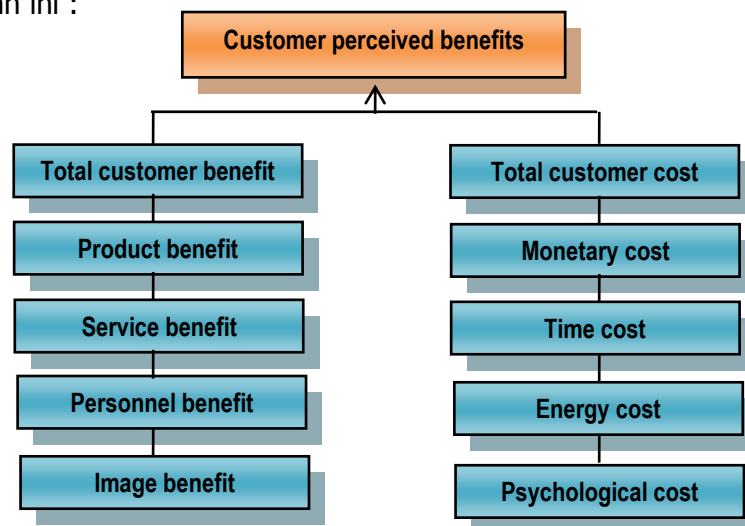 ini :
Customer perceived benefits
Total customer benefit
Product benefit
Service benefit
Personnel benefit
Image benefit
Total customer cost
Monetary cost
Time cost
Energy cost
Psychological cost